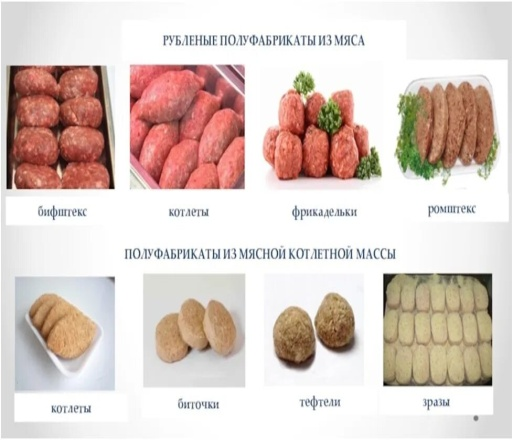 РУБЛЕНЫЕ ПОЛУФАБРИКАТЫ ИЗ МЯСА
бифштекс
котлеты
фрикадельки
ромштекс
ПОЛУФАБРИКАТЫ ИЗ МЯСНОЙ КОТЛЕТНОЙ МАССЫ
котлеты
биточки
тефтели
зразы